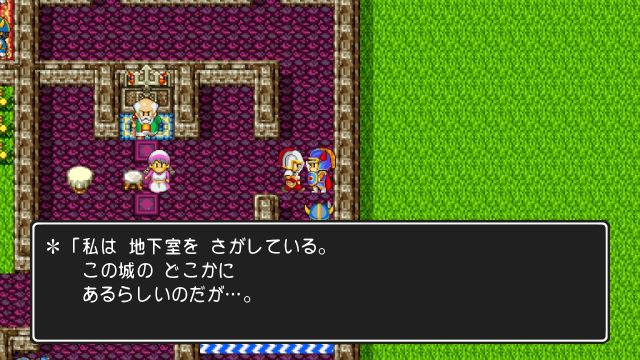 ＊「私は 地下室を さがしている。
この城の どこかに
あるらしいのだが…。